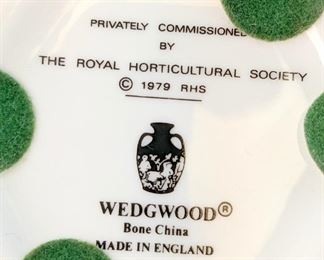 PRIVATELY COMMISSIONED
BY
THE ROYAL HORTICULTURAL SOCIETY
© 1979 RHS
WEDGWOOD®
Bone China
MADE IN ENGLAND